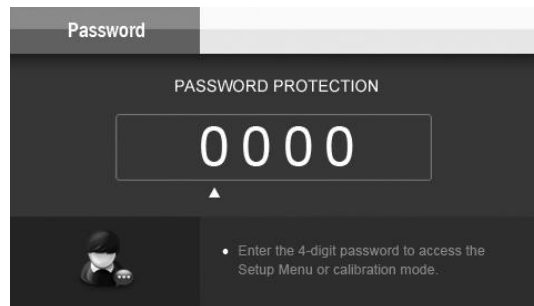 Password
PASSWORD PROTECTION
0000
• Enter the 4-digit password to access the
Setup Menu or calibration mode.